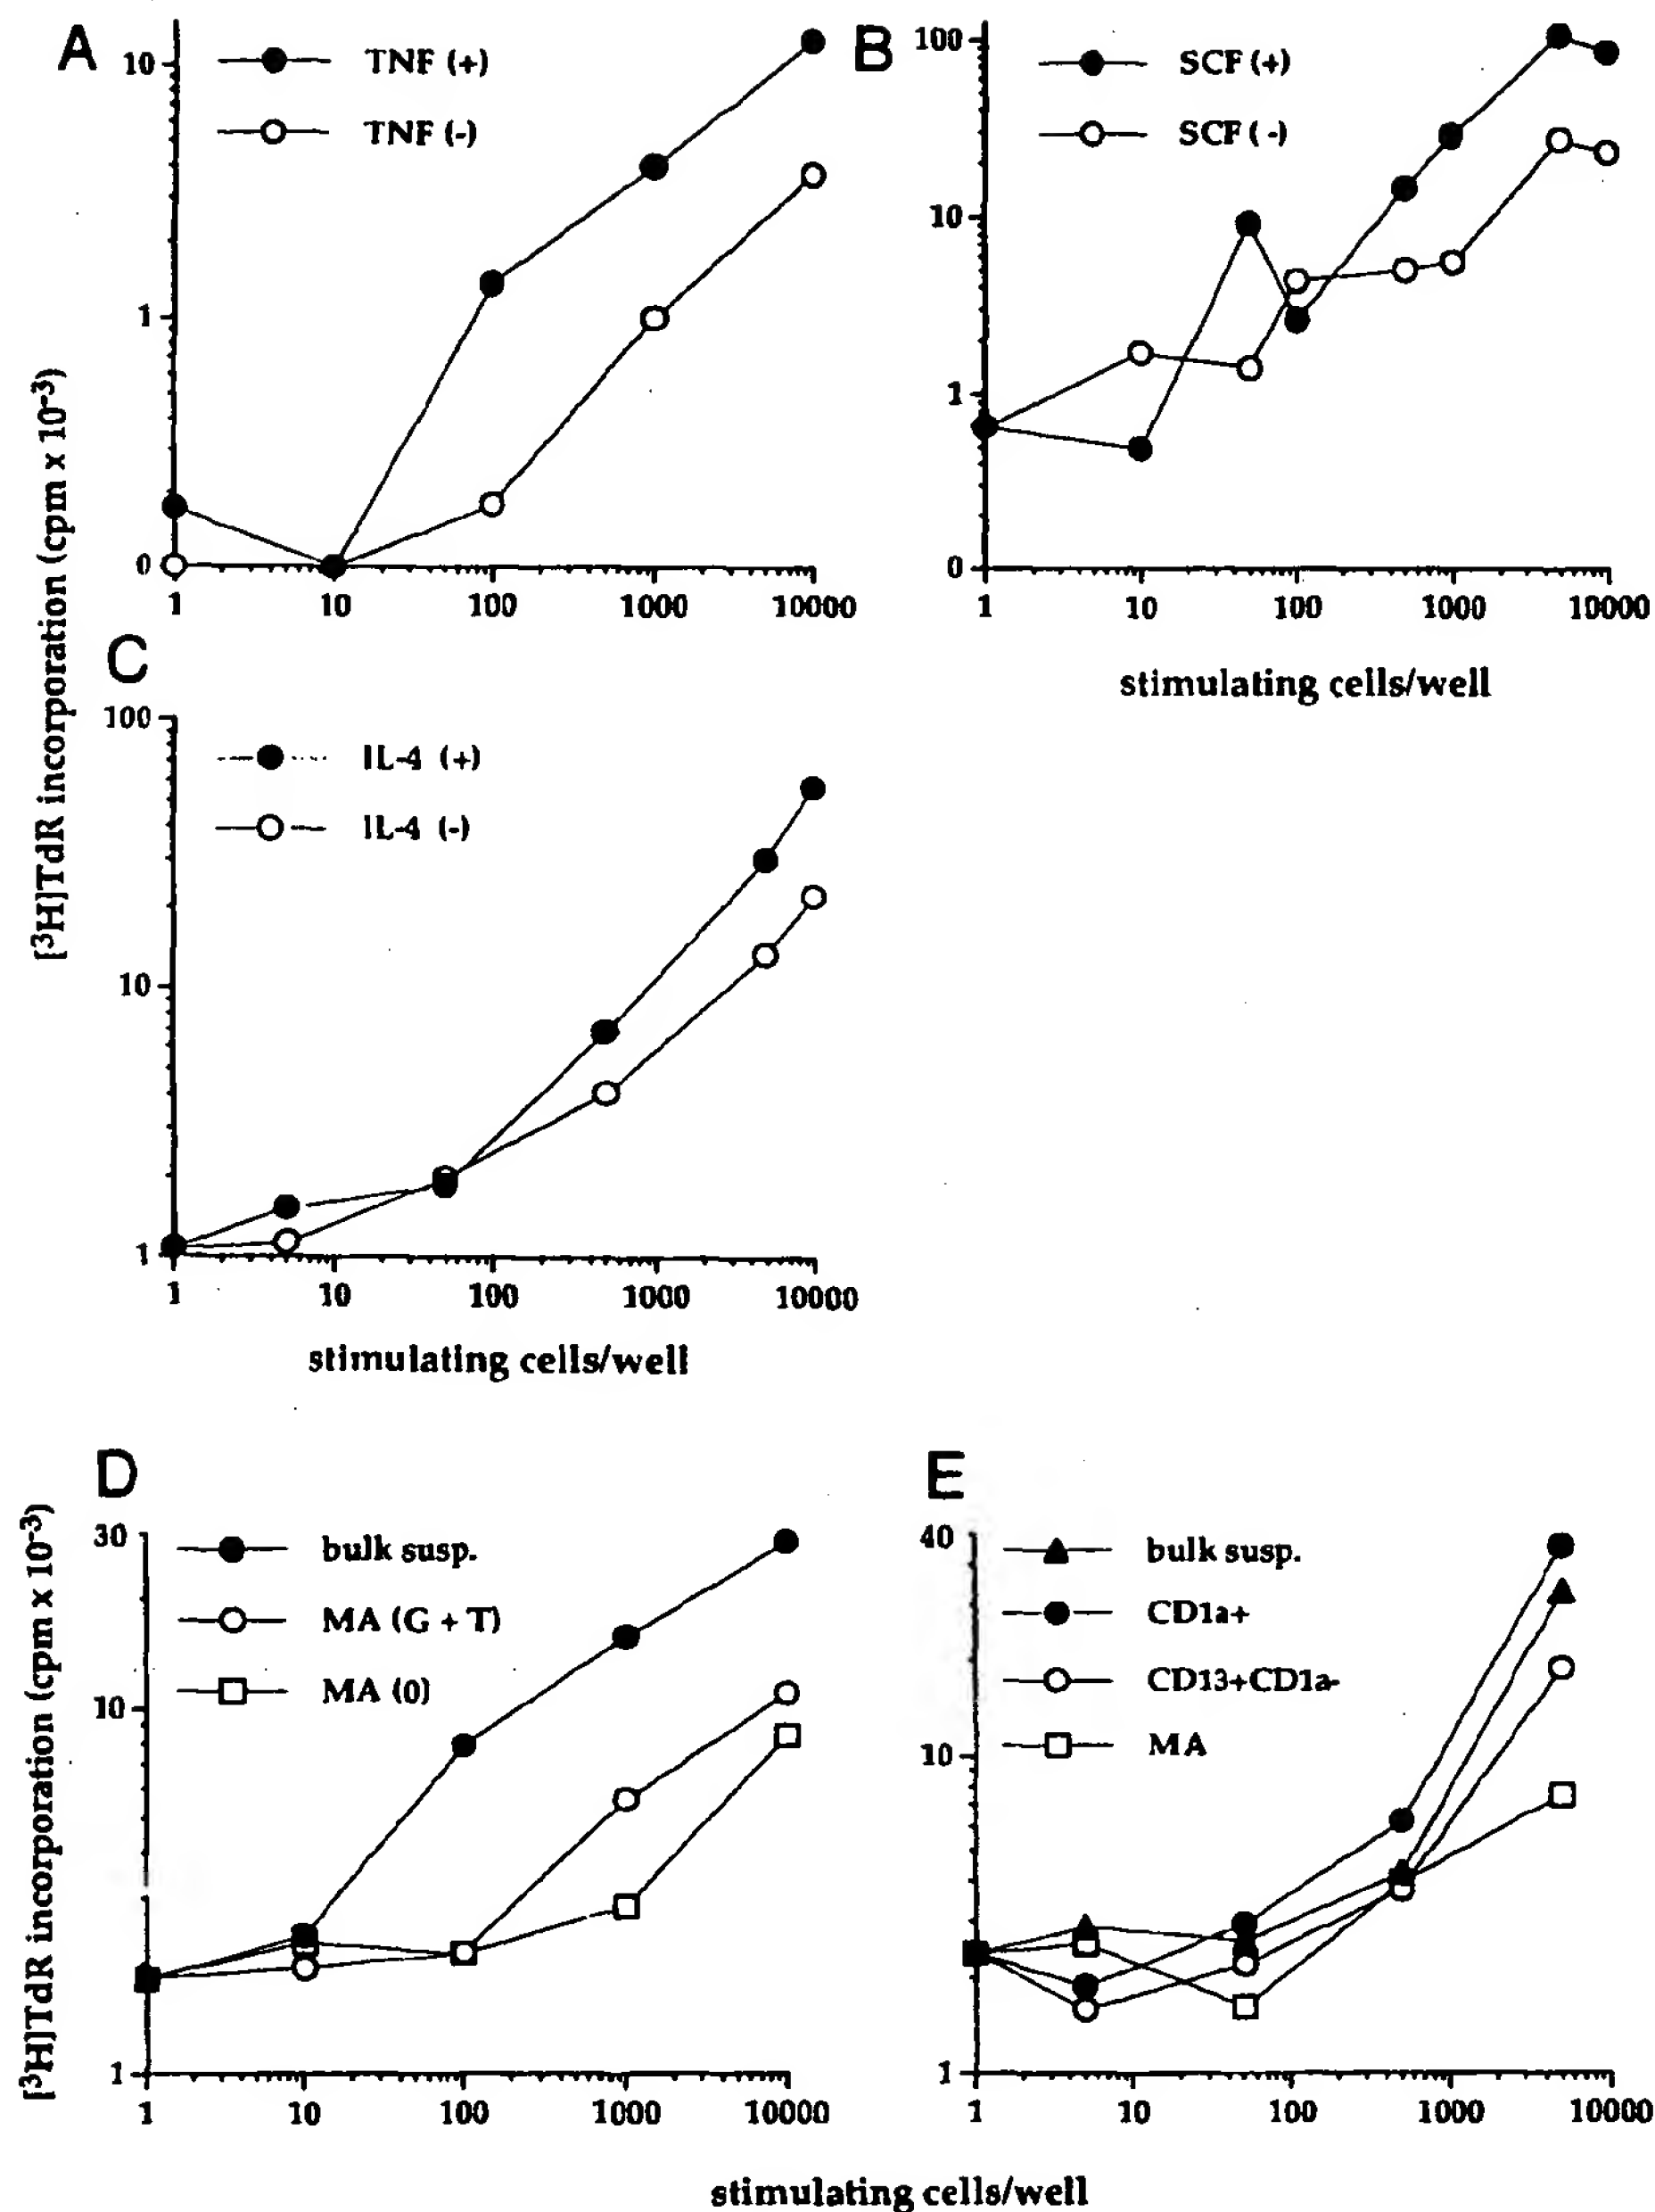 A
TNF (+)
TNF (-)
10
1
0
1 10 100 1000 10000
B
SCF (+)
SCF (-)
100
10
1
0
1 10 100 1000 10000
stimulating cells/well
[³H]TdR incorporation (cpm x 10⁻³)
C
IL-4 (+)
IL-4 (-)
100
10
1
1 10 100 1000 10000
stimulating cells/well
D
bulk susp.
MA (G + T)
MA (0)
30
10
1
1 10 100 1000 10000
[³H]TdR incorporation (cpm x 10⁻³)
E
bulk susp.
CD1a+
CD13+CD1a-
MA
40
10
1
1 10 100 1000 10000
stimulating cells/well